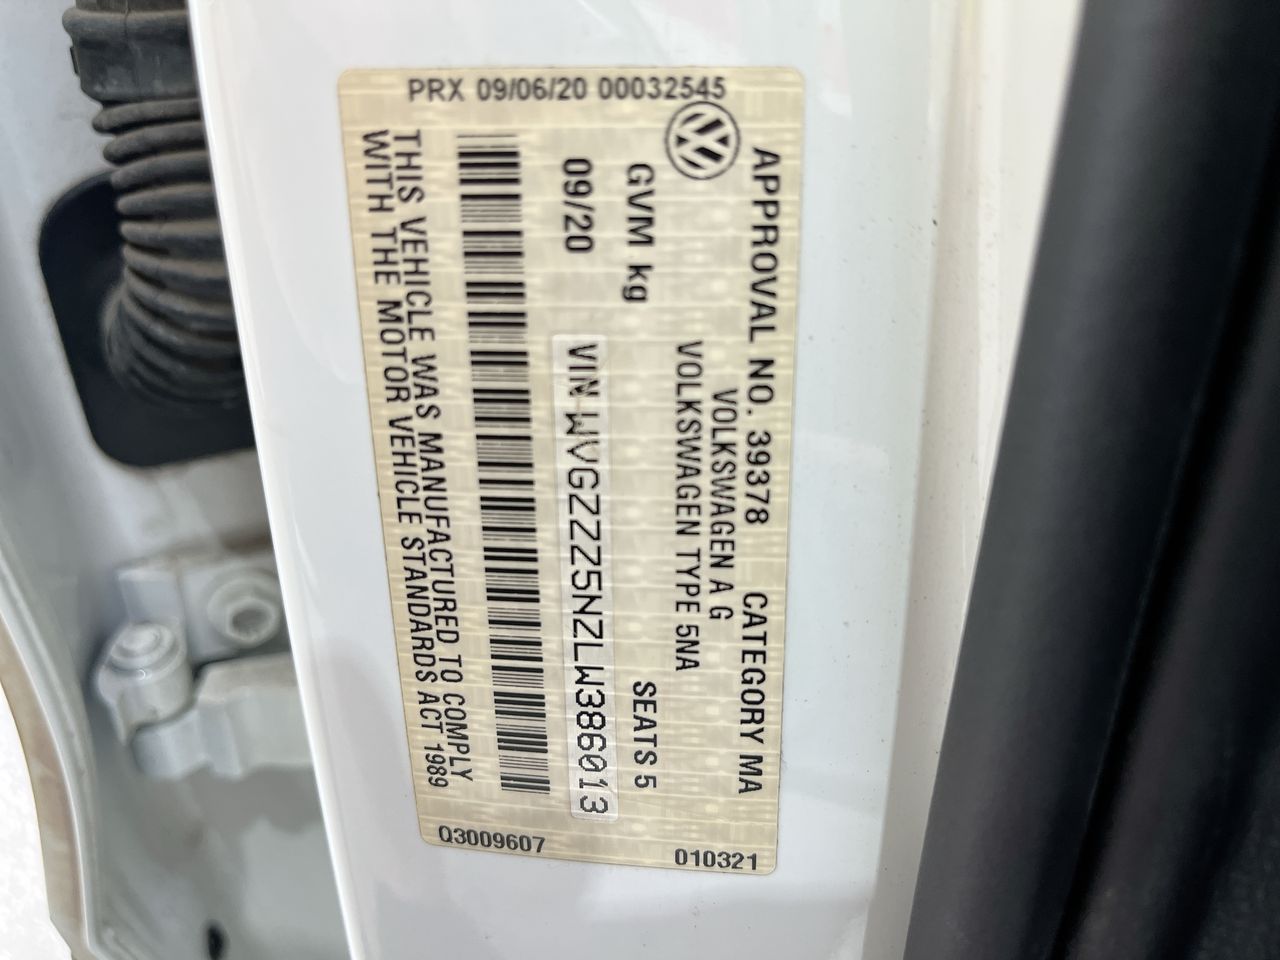 PRX 09/06/20 00032545
APPROVAL NO. 39378 CATEGORY MA
VOLKSWAGEN A G
VOLKSWAGEN TYPE 5NA
GVM kg SEATS 5
09/20 VIN WVGZZZ5NZLW386013
THIS VEHICLE WAS MANUFACTURED TO COMPLY
WITH THE MOTOR VEHICLE STANDARDS ACT 1989
Q3009607
010321